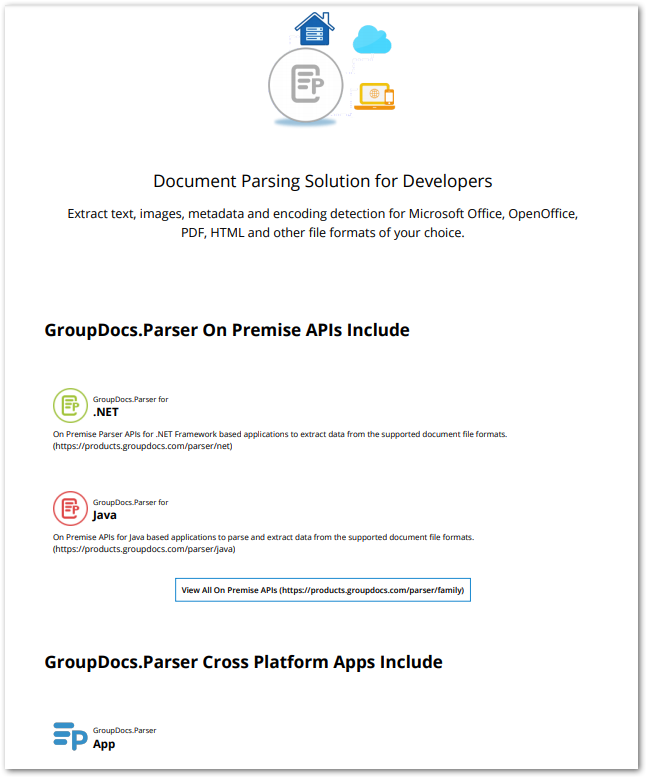 Document Parsing Solution for Developers
Extract text, images, metadata and encoding detection for Microsoft Office, OpenOffice,
PDF, HTML and other file formats of your choice.
GroupDocs.Parser On Premise APIs Include
GroupDocs.Parser for
.NET
On Premise Parser APIs for .NET Framework based applications to extract data from the supported document file formats.
(https://products.groupdocs.com/parser/net)
GroupDocs.Parser for
Java
On Premise APIs for Java based applications to parse and extract data from the supported document file formats.
(https://products.groupdocs.com/parser/java)
View All On Premise APIs (https://products.groupdocs.com/parser/family)
GroupDocs.Parser Cross Platform Apps Include
GroupDocs.Parser
App